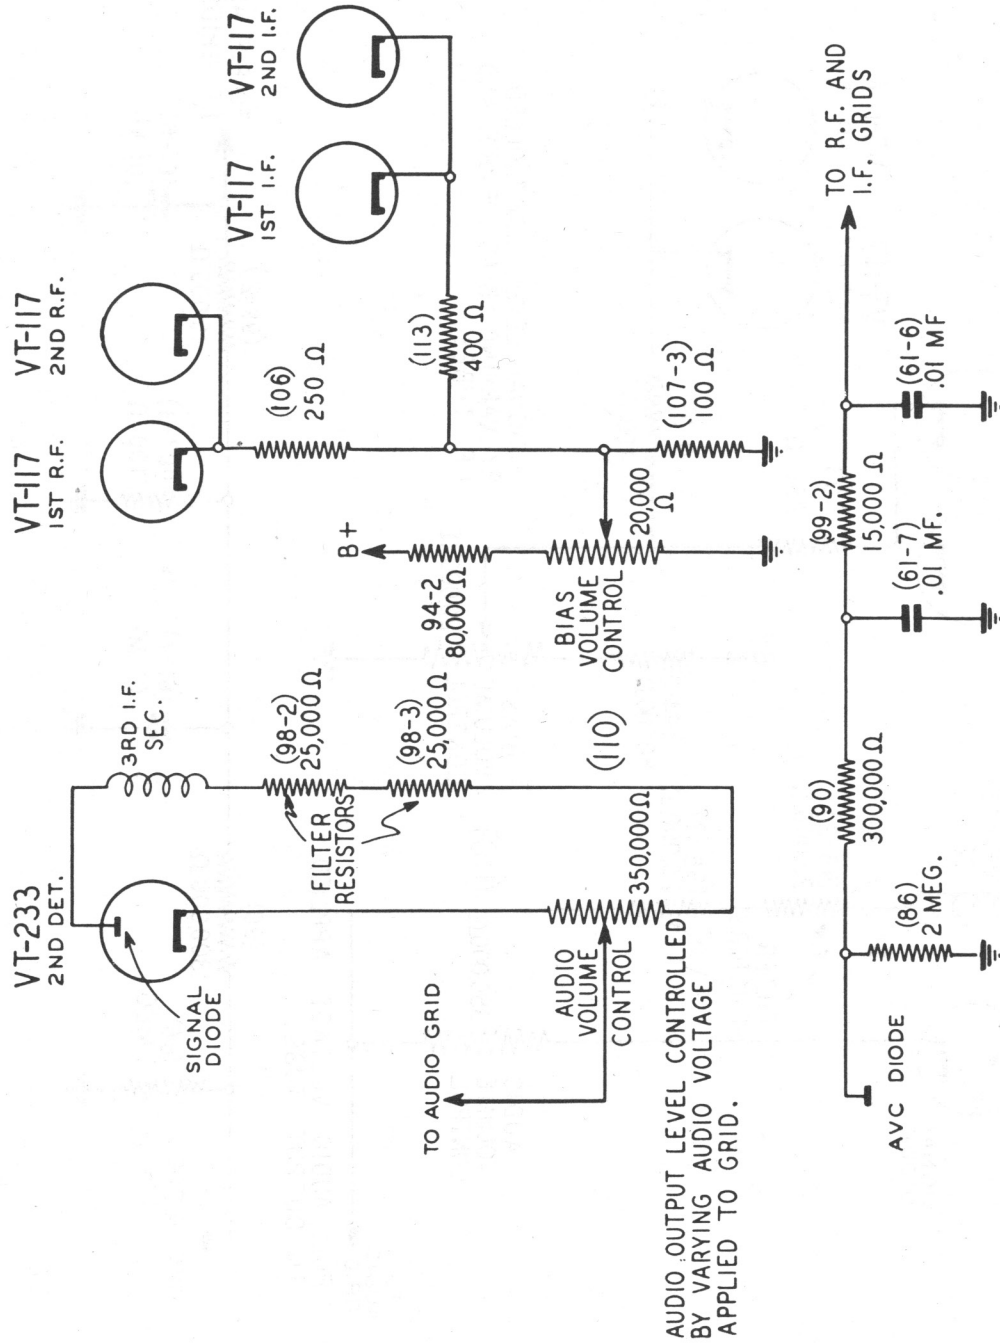 VT-233
2ND DET.
SIGNAL
DIODE
3RD I.F.
SEC.
(98-2)
25,000Ω
(98-3)
25,000Ω
FILTER
RESISTORS
TO AUDIO GRID
AUDIO
VOLUME
CONTROL
350,000Ω
(110)
AUDIO OUTPUT LEVEL CONTROLLED
BY VARYING AUDIO VOLTAGE
APPLIED TO GRID.
VT-117
1ST R.F.
VT-117
2ND R.F.
VT-117
1ST I.F.
VT-117
2ND I.F.
(106)
250 Ω
(113)
400 Ω
B+
94-2
80,000Ω
BIAS
VOLUME
CONTROL
20,000
Ω
(107-3)
100 Ω
AVC DIODE
(86)
2 MEG.
(90)
300,000Ω
(61-7)
.01 MF.
(99-2)
15,000 Ω
(61-6)
.01 MF
TO R.F. AND
I.F. GRIDS